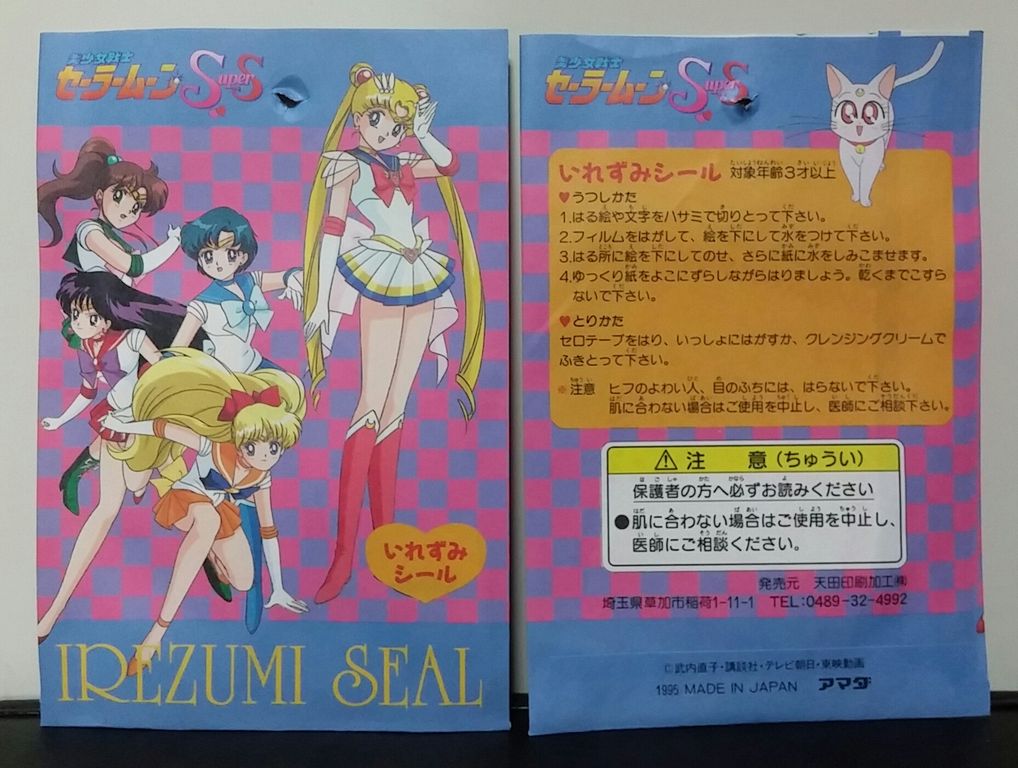 美少女戦士
セーラームーン SuperS
いれずみ
シール
IREZUMI SEAL
美少女戦士
セーラームーン SuperS
いれずみシール 対象年齢3才以上
♥うつしかた
1.はる絵や文字をハサミで切りとって下さい。
2.フィルムをはがして、絵を下にして水をつけて下さい。
3.はる所に絵を下にしてのせ、さらに紙に水をしみこませます。
4.ゆっくり紙をよこにずらしながらはりましょう。乾くまでこすら
ないで下さい。
♥とりかた
セロテープをはり、いっしょにはがすか、クレンジングクリームで
ふきとって下さい。
※注意 ヒフのよわい人、目のふちには、はらないで下さい。
肌に合わない場合はご使用を中止し、医師にご相談下さい。
⚠注 意(ちゅうい)
保護者の方へ必ずお読みください
●肌に合わない場合はご使用を中止し、
医師にご相談ください。
発売元 天田印刷加工㈱
埼玉県草加市稲荷1-11-1 TEL:0489-32-4992
©武内直子・講談社・テレビ朝日・東映動画
1995 MADE IN JAPAN アマダ